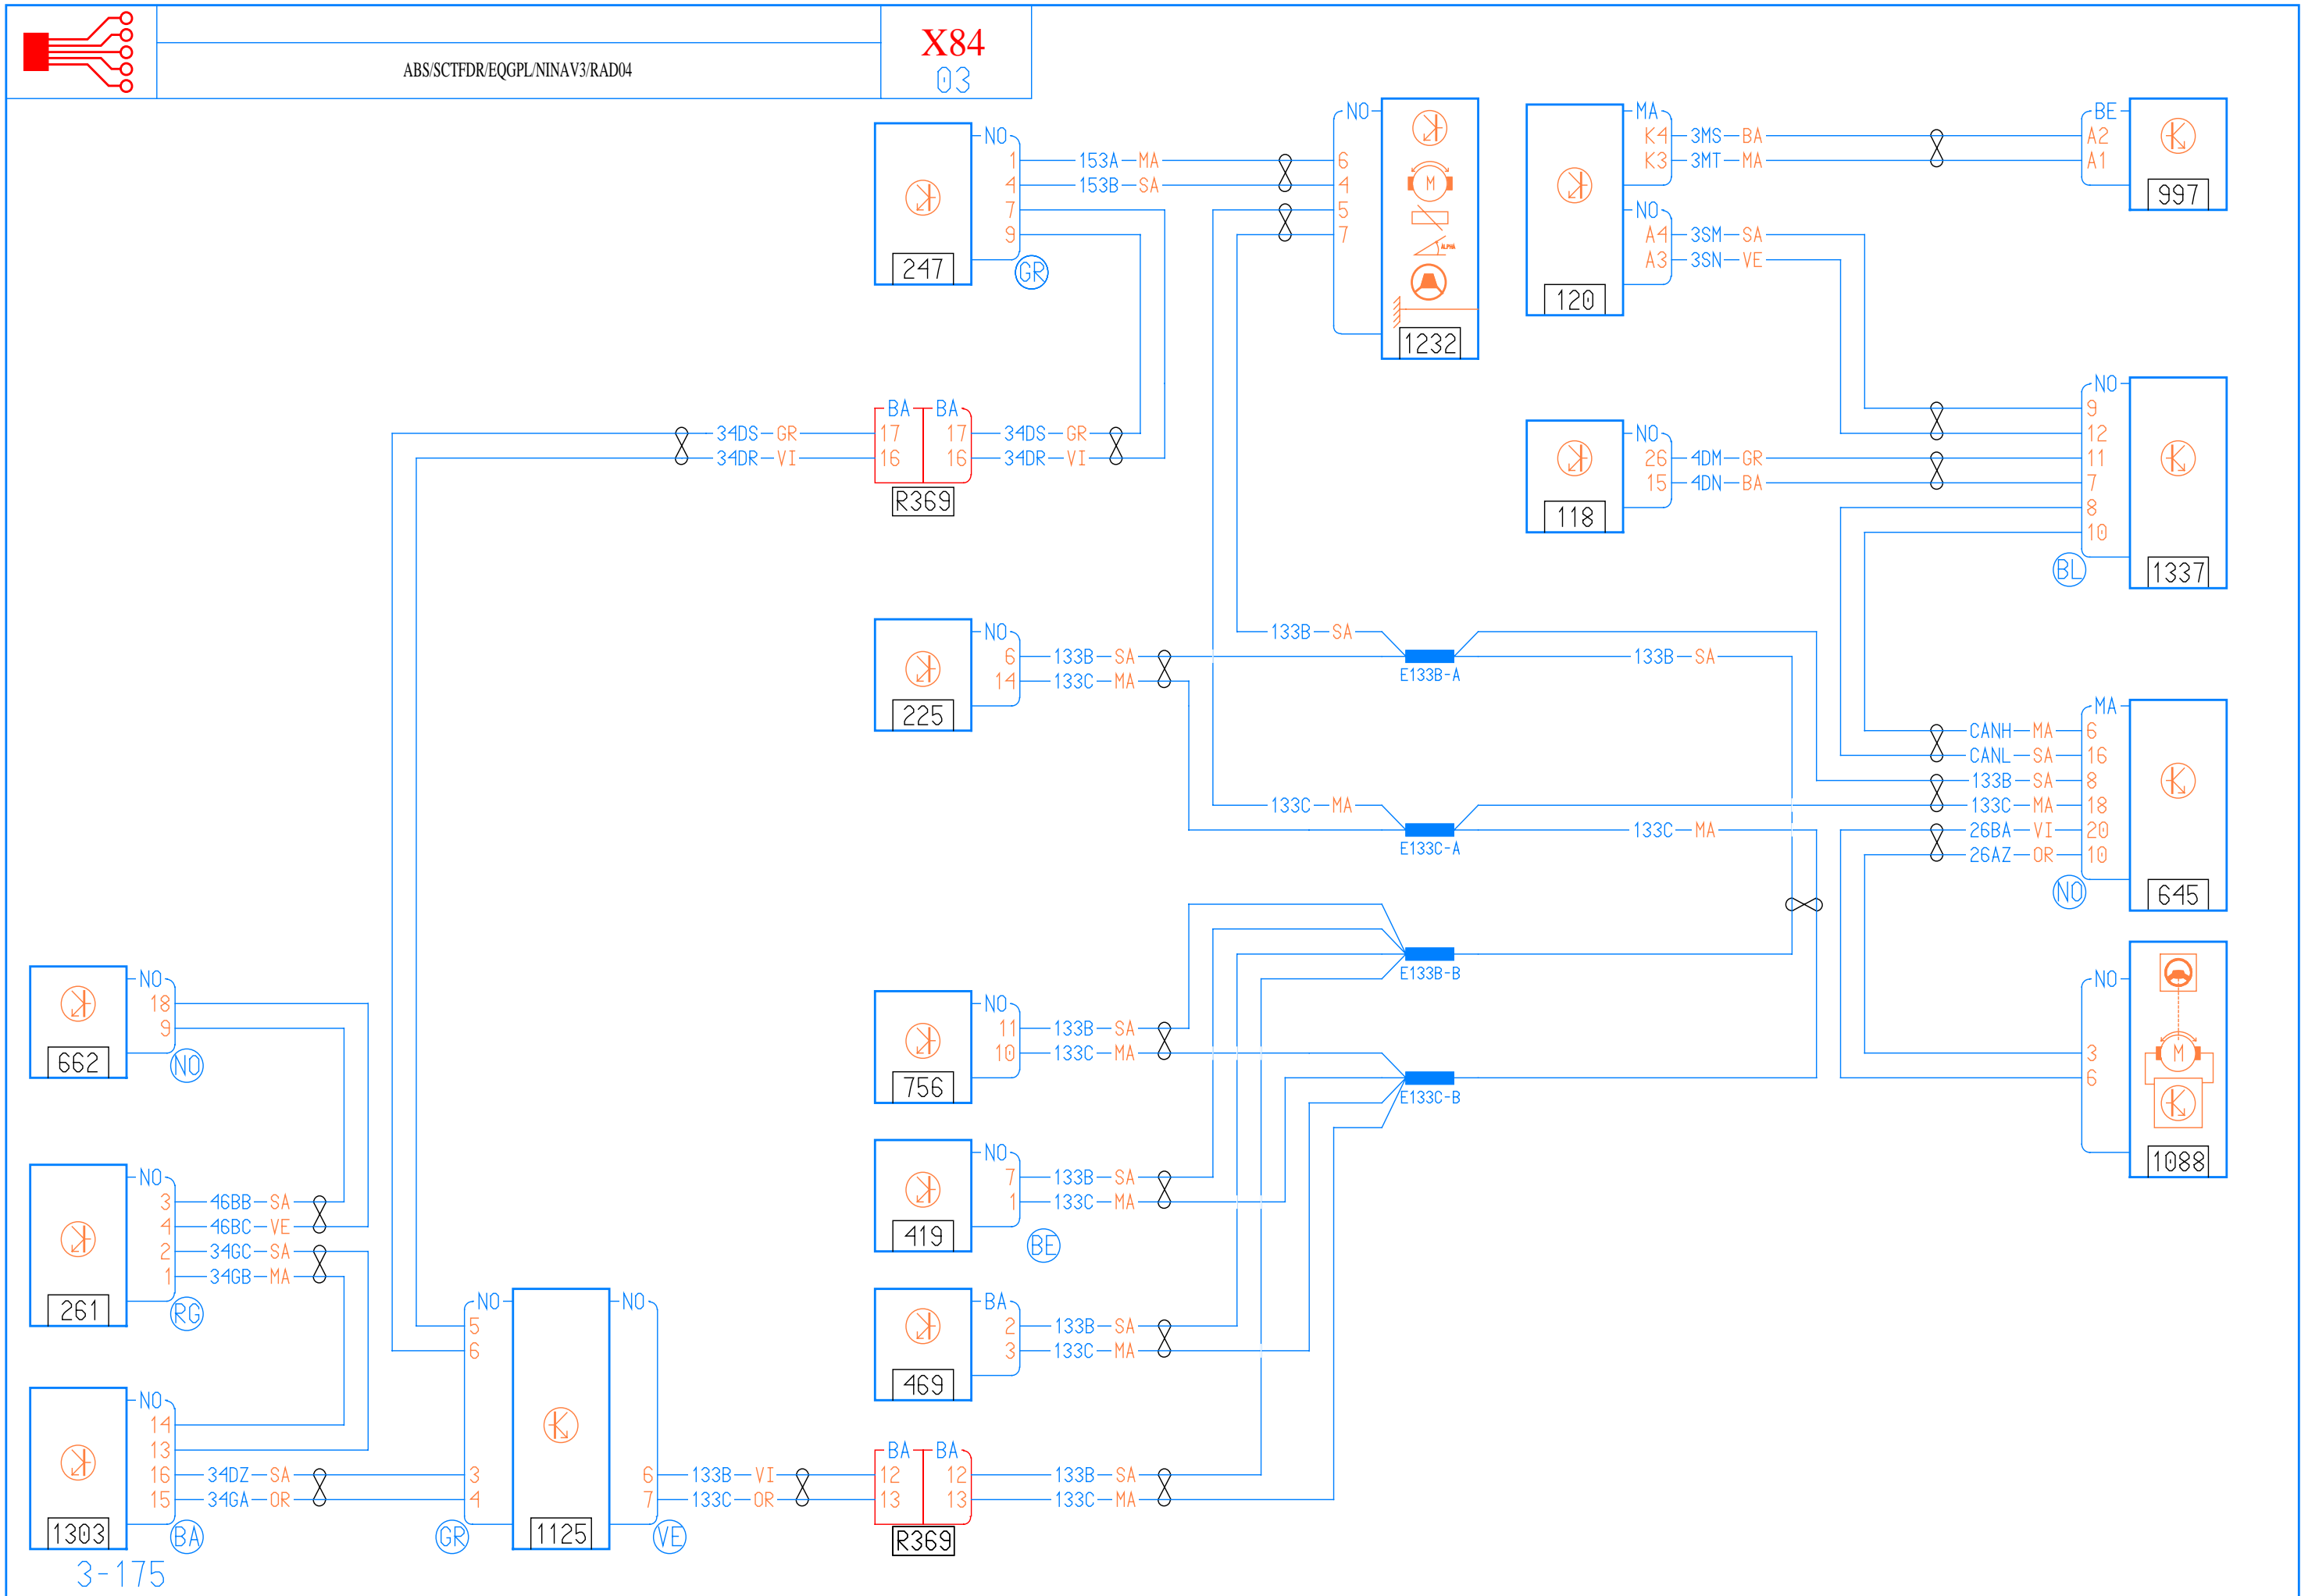 ABS/SCTFDR/EQGPL/NINAV3/RAD04
X84
03
NO
1 153A MA
4 153B SA
7
9
247
GR
NO
6
4
5
7
M
ALPHA
1232
MA
K4 3MS BA
K3 3MT MA
NO
A4 3SM SA
A3 3SN VE
120
BE
A2
A1
997
34DS GR
34DR VI
BA BA
17 17
16 16
R369
34DS GR
34DR VI
NO
26 4DM GR
15 4DN BA
118
NO
9
12
11
7
8
10
BL
1337
NO
6 133B SA
14 133C MA
225
133B SA
E133B-A
133B SA
133C MA
E133C-A
133C MA
MA
CANH MA 6
CANL SA 16
133B SA 8
133C MA 18
26BA VI 20
26AZ OR 10
NO
645
NO
18
9
662
NO
NO
11 133B SA
10 133C MA
756
E133B-B
E133C-B
NO
3
6
M
1088
NO
3 46BB SA
4 46BC VE
2 34GC SA
1 34GB MA
261
RG
NO
7 133B SA
1 133C MA
419
BE
BA
2 133B SA
3 133C MA
469
NO
14
13
16 34DZ SA
15 34GA OR
1303
BA
NO
5
6
3
4
GR
1125
NO
6 133B VI
7 133C OR
VE
BA BA
12 12
13 13
R369
133B SA
133C MA
3-175